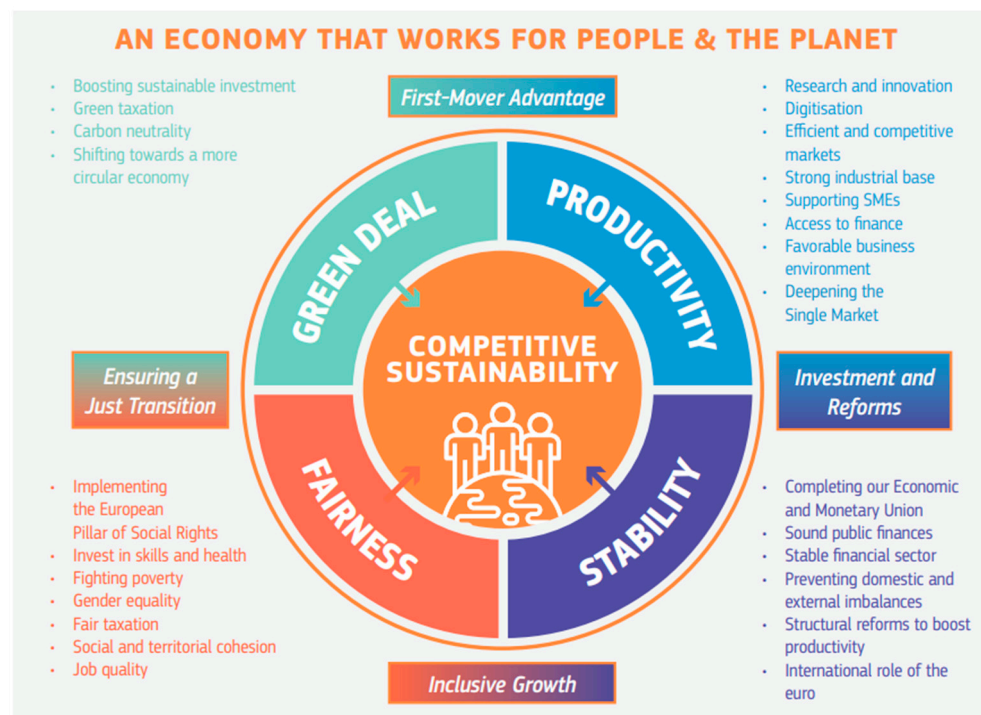 AN ECONOMY THAT WORKS FOR PEOPLE & THE PLANET
• Boosting sustainable investment
• Green taxation
• Carbon neutrality
• Shifting towards a more
circular economy
First-Mover Advantage
• Research and innovation
• Digitisation
• Efficient and competitive
markets
• Strong industrial base
• Supporting SMEs
• Access to finance
• Favorable business
environment
• Deepening the
Single Market
GREEN DEAL
PRODUCTIVITY
COMPETITIVE
SUSTAINABILITY
Ensuring a
Just Transition
Investment and
Reforms
FAIRNESS
STABILITY
• Implementing
the European
Pillar of Social Rights
• Invest in skills and health
• Fighting poverty
• Gender equality
• Fair taxation
• Social and territorial cohesion
• Job quality
• Completing our Economic
and Monetary Union
• Sound public finances
• Stable financial sector
• Preventing domestic and
external imbalances
• Structural reforms to boost
productivity
• International role of the
euro
Inclusive Growth